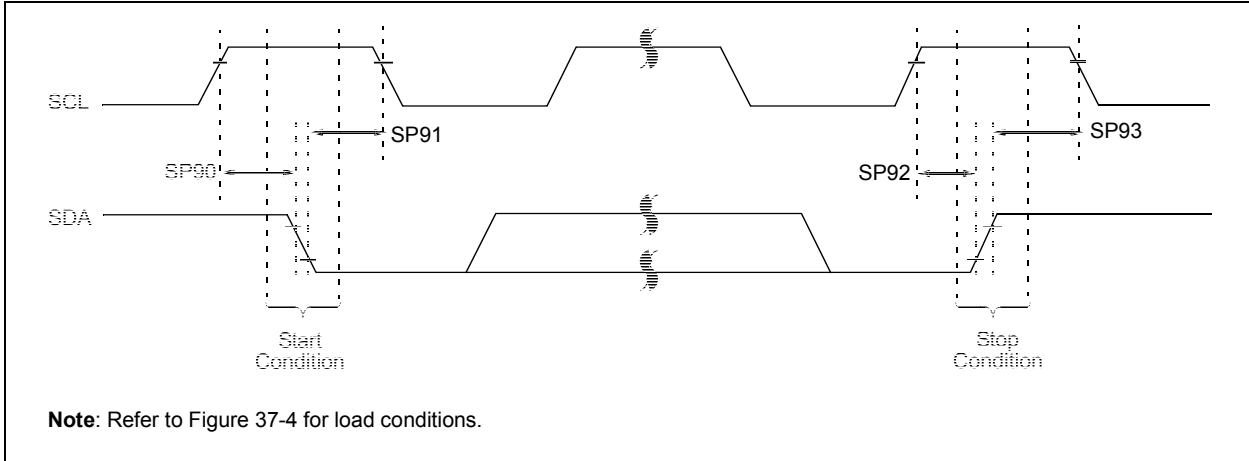 SCL
SP91
SP93
SP90
SP92
SDA
Start
Condition
Stop
Condition
Note: Refer to Figure 37-4 for load conditions.